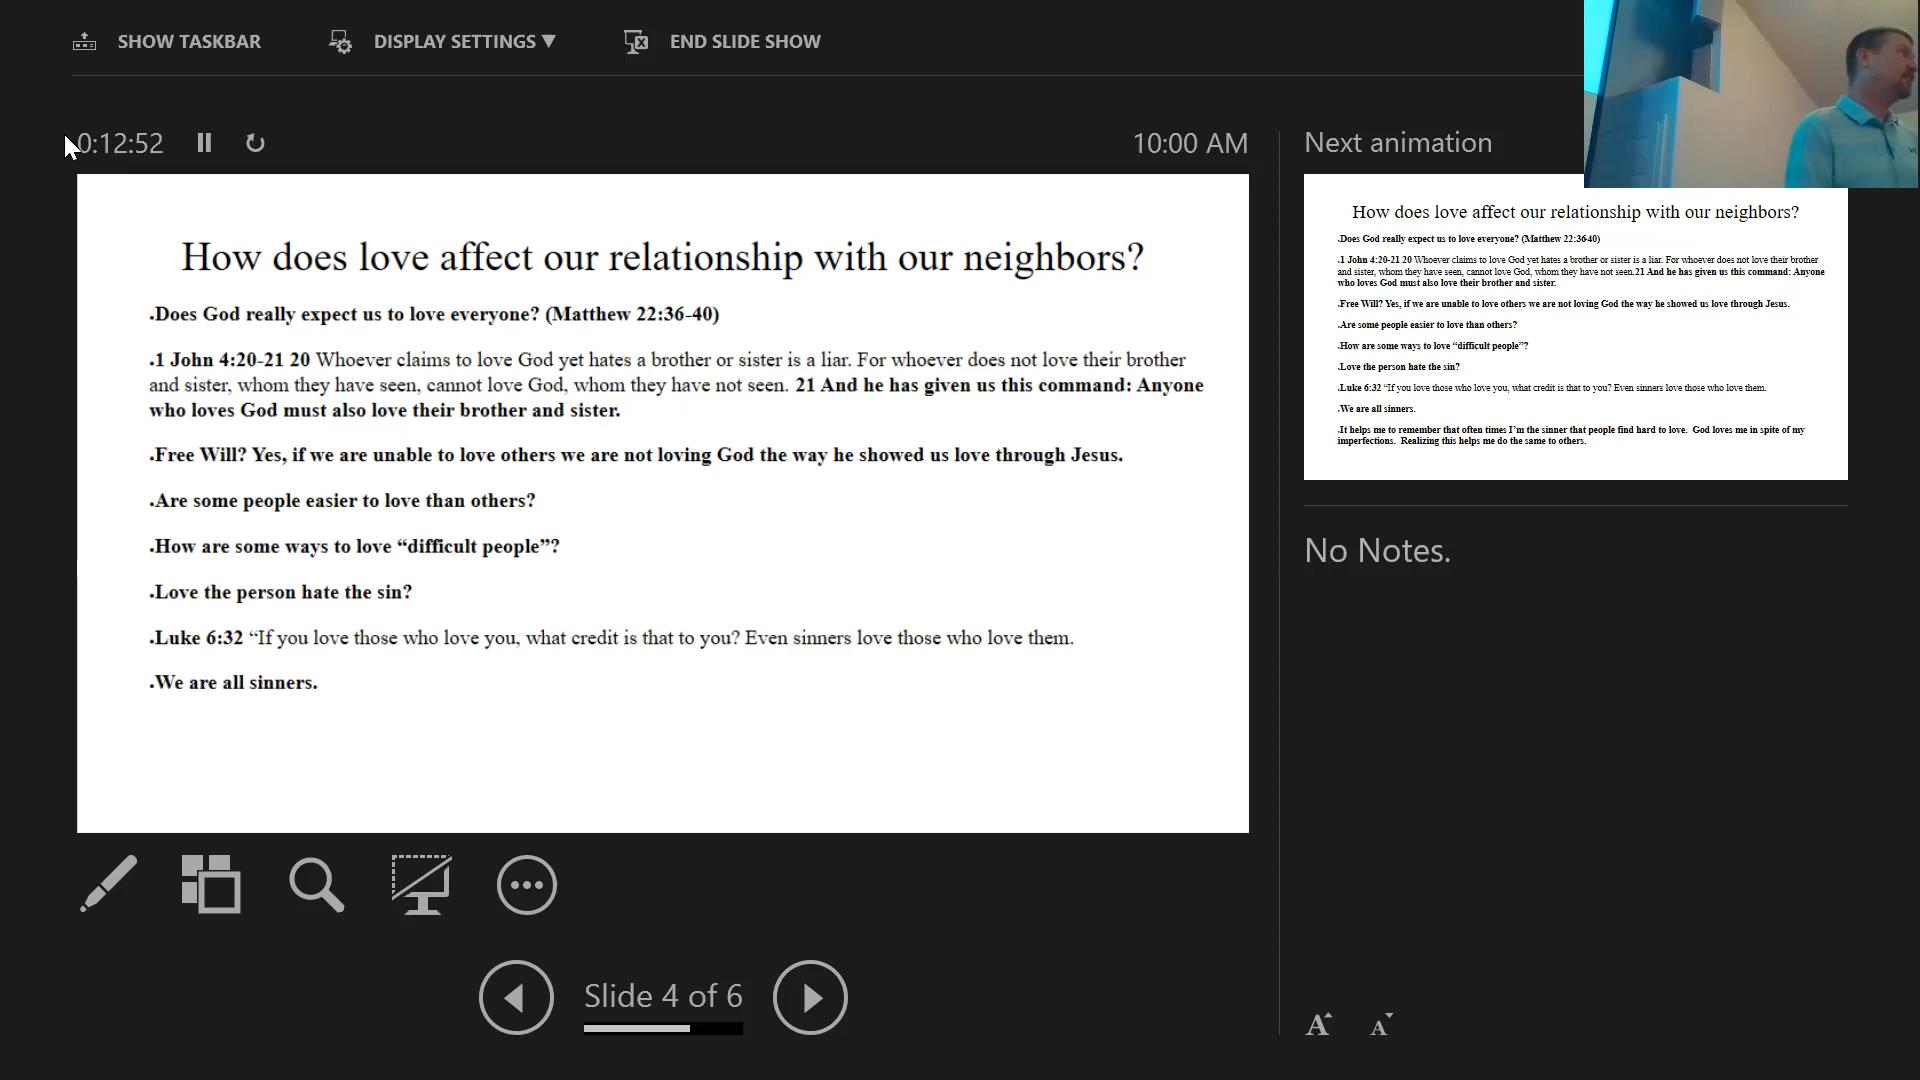 SHOW TASKBAR
DISPLAY SETTINGS ▼
END SLIDE SHOW
0:12:52
10:00 AM
Next animation
How does love affect our relationship with our neighbors?
.Does God really expect us to love everyone? (Matthew 22:36-40)
.1 John 4:20-21 20 Whoever claims to love God yet hates a brother or sister is a liar. For whoever does not love their brother
and sister, whom they have seen, cannot love God, whom they have not seen. 21 And he has given us this command: Anyone
who loves God must also love their brother and sister.
.Free Will? Yes, if we are unable to love others we are not loving God the way he showed us love through Jesus.
.Are some people easier to love than others?
.How are some ways to love “difficult people”?
.Love the person hate the sin?
.Luke 6:32 “If you love those who love you, what credit is that to you? Even sinners love those who love them.
.We are all sinners.
Slide 4 of 6
How does love affect our relationship with our neighbors?
.Does God really expect us to love everyone? (Matthew 22:36-40)
.1 John 4:20-21 20 Whoever claims to love God yet hates a brother or sister is a liar. For whoever does not love their brother
and sister, whom they have seen, cannot love God, whom they have not seen.21 And he has given us this command: Anyone
who loves God must also love their brother and sister.
.Free Will? Yes, if we are unable to love others we are not loving God the way he showed us love through Jesus.
.Are some people easier to love than others?
.How are some ways to love “difficult people”?
.Love the person hate the sin?
.Luke 6:32 “If you love those who love you, what credit is that to you? Even sinners love those who love them.
.We are all sinners.
.It helps me to remember that often times I’m the sinner that people find hard to love. God loves me in spite of my
imperfections. Realizing this helps me do the same to others.
No Notes.
A A